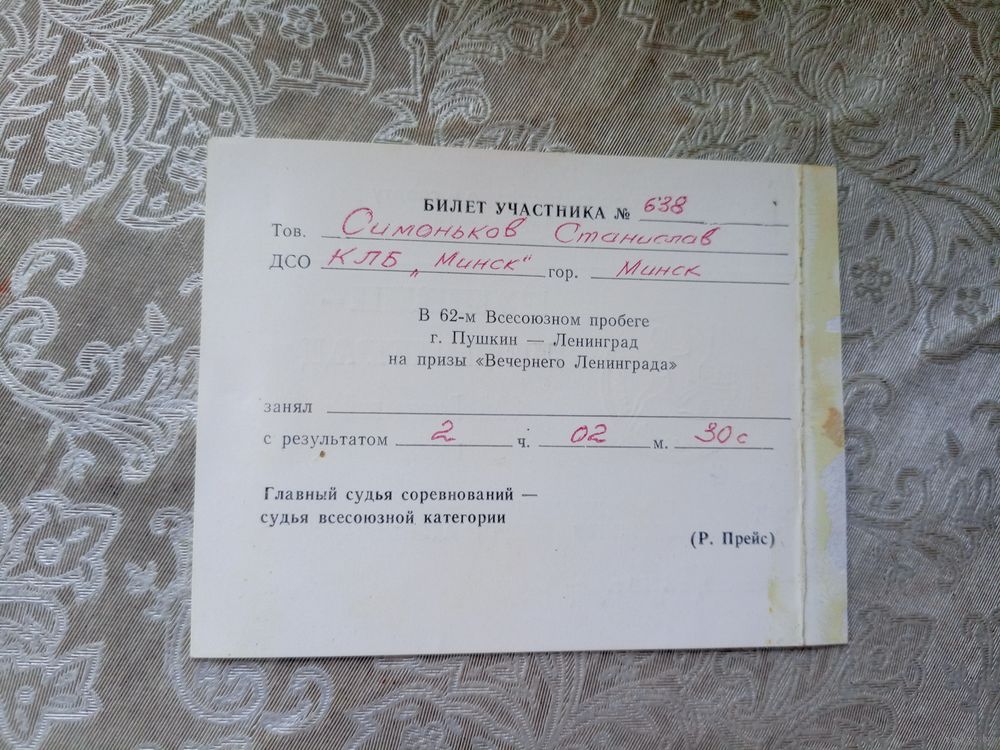 БИЛЕТ УЧАСТНИКА № 638
Тов. Симоньков Станислав
ДСО КЛБ „Минск“ гор. Минск
В 62-м Всесоюзном пробеге
г. Пушкин — Ленинград
на призы «Вечернего Ленинграда»
занял
с результатом 2 ч. 02 м. 30 с
Главный судья соревнований —
судья всесоюзной категории
(Р. Прейс)